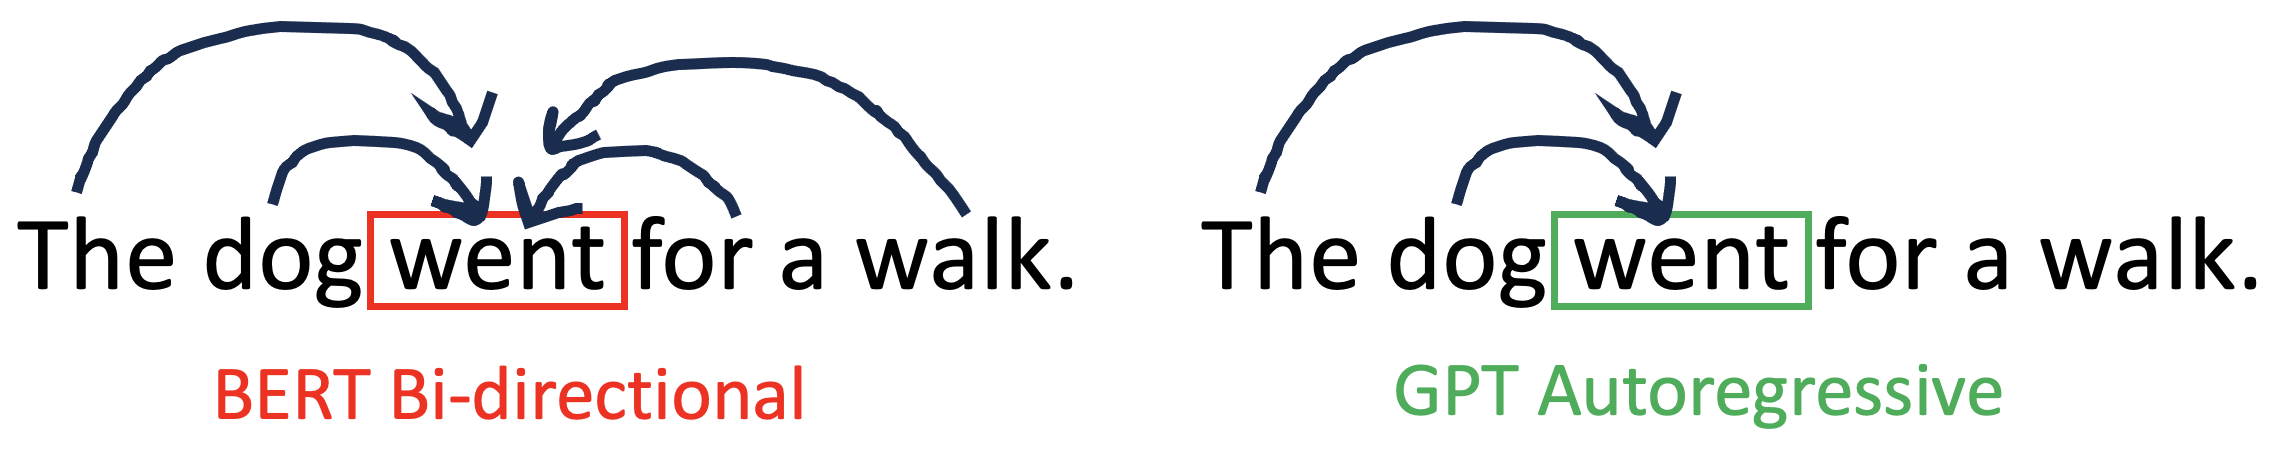 The dog went for a walk.
BERT Bi-directional
The dog went for a walk.
GPT Autoregressive